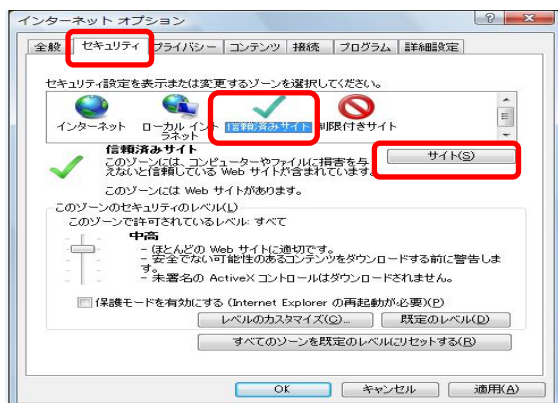 インターネット オプション
全般 セキュリティ プライバシー コンテンツ 接続 プログラム 詳細設定
セキュリティ設定を表示または変更するゾーンを選択してください。
インターネット ローカル イントラネット 信頼済みサイト 制限付きサイト
信頼済みサイト
サイト(S)
このゾーンには、コンピューターやファイルに損害を与
えないと信頼している Web サイトが含まれています。
このゾーンには Web サイトがあります。
このゾーンのセキュリティのレベル(L)
このゾーンで許可されているレベル: すべて
中高
- ほとんどの Web サイトに適切です。
- 安全でない可能性のあるコンテンツをダウンロードする前に警告しま
す。
- 未署名の ActiveX コントロールはダウンロードされません。
保護モードを有効にする (Internet Explorer の再起動が必要)(P)
レベルのカスタマイズ(C)... 既定のレベル(D)
すべてのゾーンを既定のレベルにリセットする(R)
OK キャンセル 適用(A)